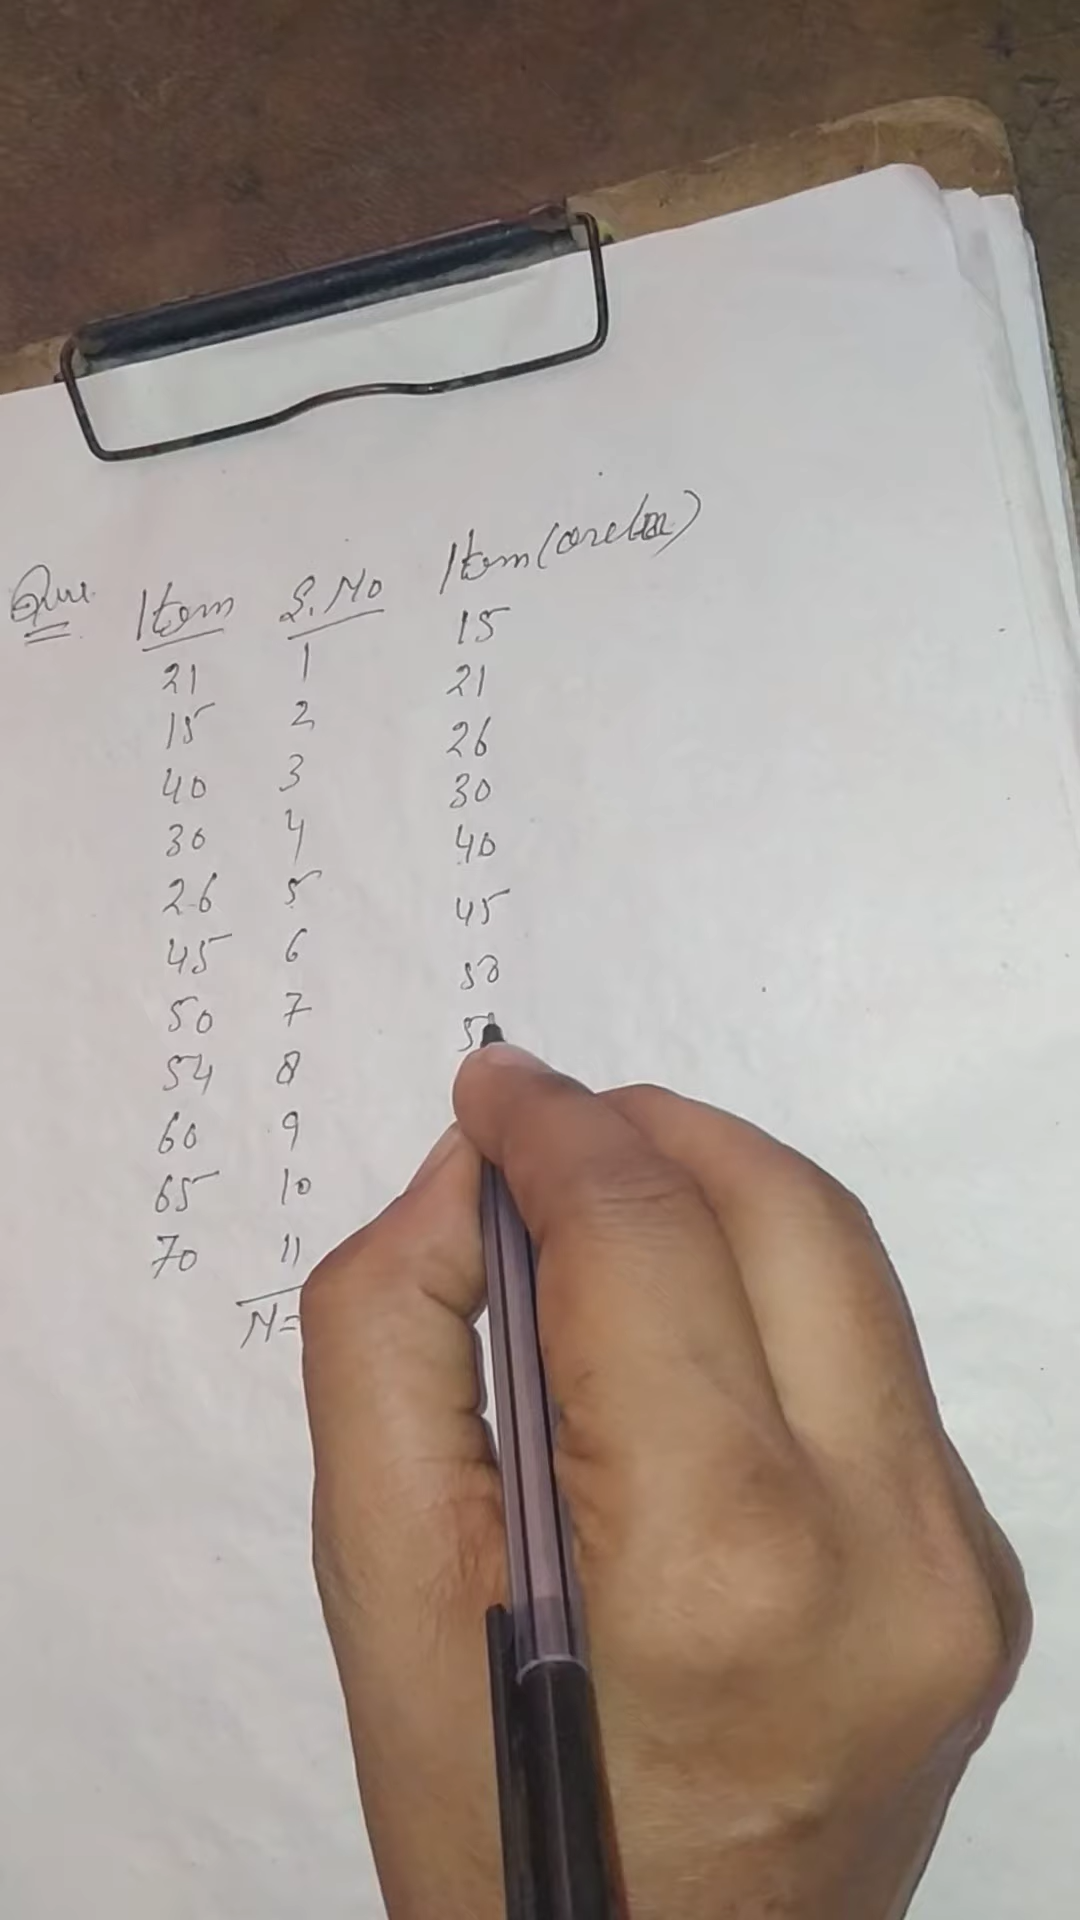 Que. Item S.No Item (order)
21 1 15
15 2 21
40 3 26
30 4 30
26 5 40
45 6 45
50 7 50
54 8 5
60 9
65 10
70 11
N=